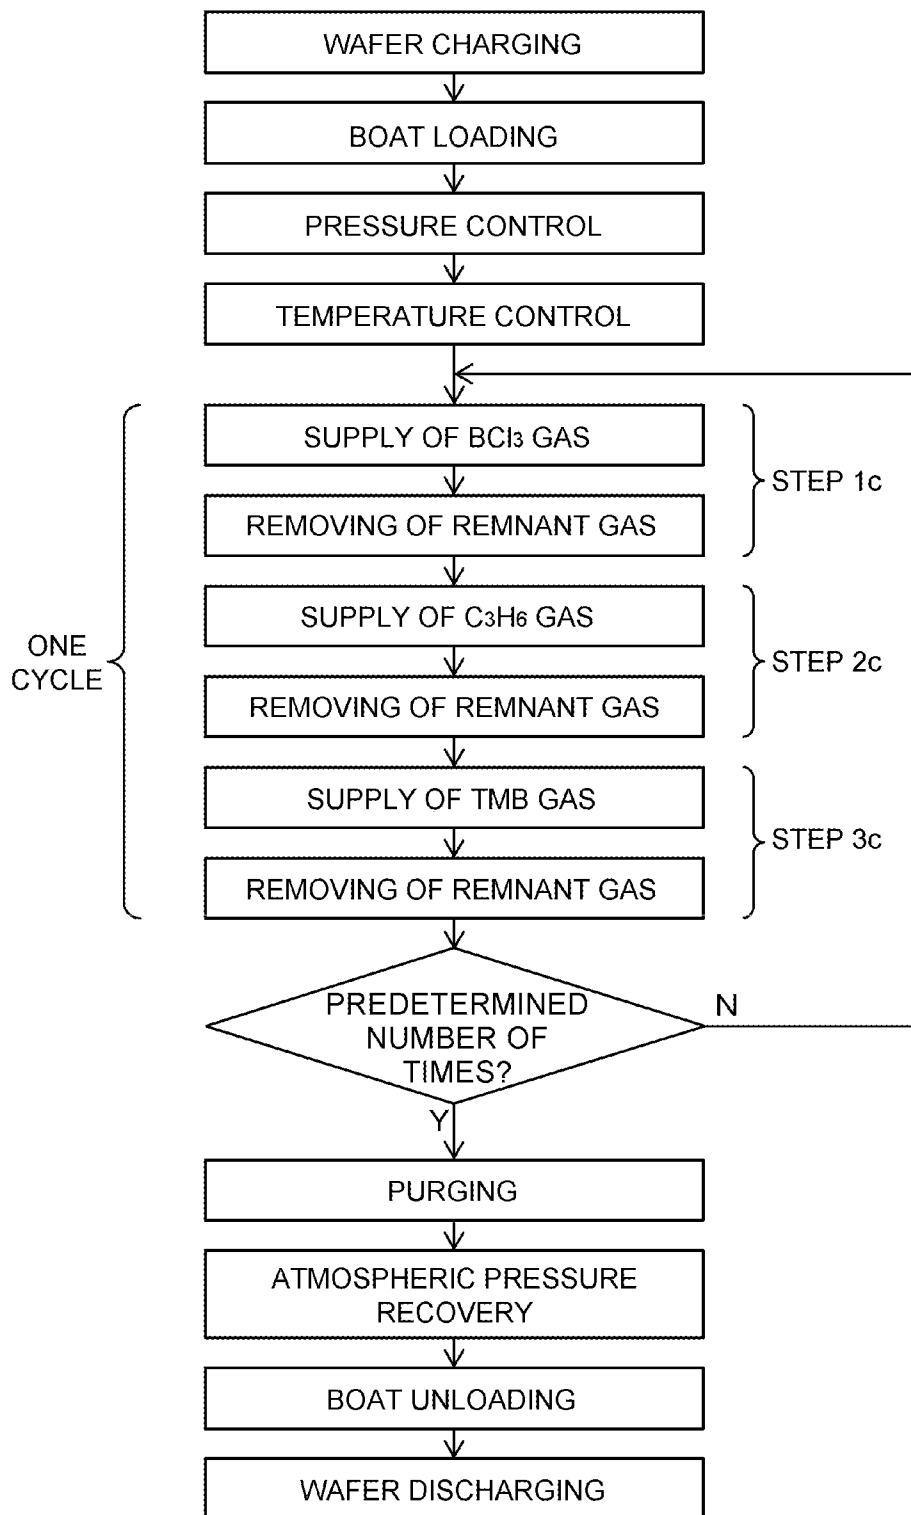 WAFER CHARGING
BOAT LOADING
PRESSURE CONTROL
TEMPERATURE CONTROL
SUPPLY OF BCl₃ GAS
STEP 1c
REMOVING OF REMNANT GAS
SUPPLY OF C₃H₆ GAS
ONE
CYCLE
STEP 2c
REMOVING OF REMNANT GAS
SUPPLY OF TMB GAS
STEP 3c
REMOVING OF REMNANT GAS
PREDETERMINED
NUMBER OF
TIMES?
N
Y
PURGING
ATMOSPHERIC PRESSURE
RECOVERY
BOAT UNLOADING
WAFER DISCHARGING